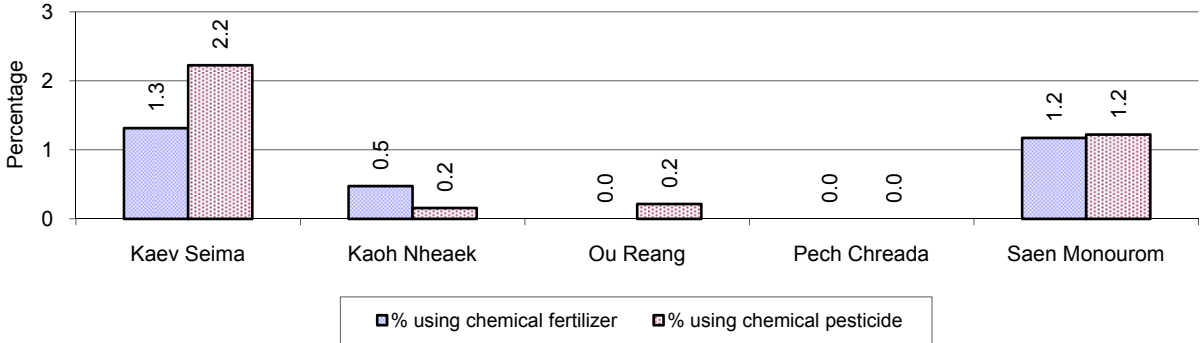 3
2
1
0
Percentage
1.3
2.2
0.5
0.2
0.0
0.2
0.0
0.0
1.2
1.2
Kaev Seima
Kaoh Nheaek
Ou Reang
Pech Chreada
Saen Monourom
% using chemical fertilizer
% using chemical pesticide